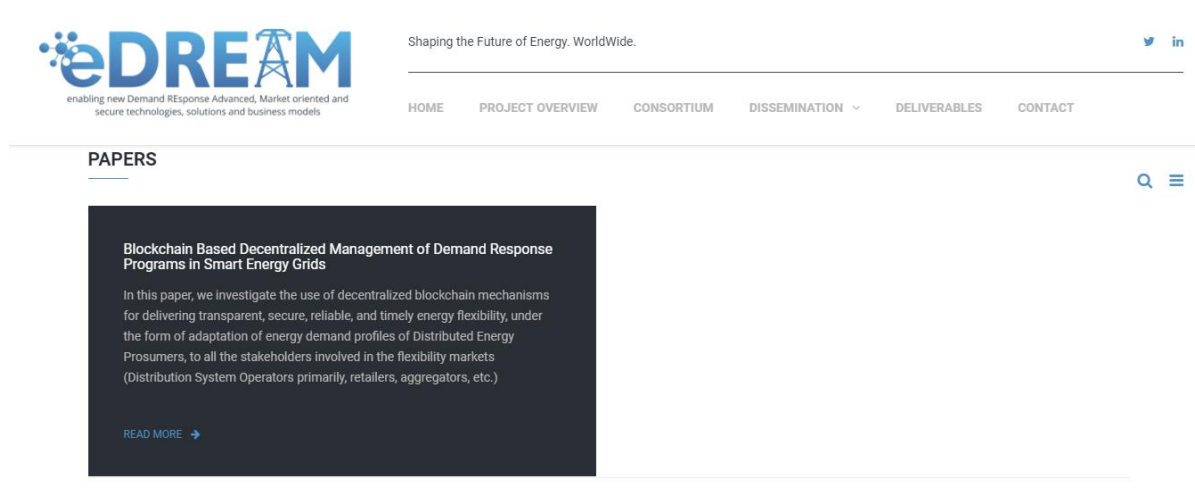 eDREAM
enabling new Demand REsponse Advanced, Market oriented and
secure technologies, solutions and business models
Shaping the Future of Energy. WorldWide.
HOME PROJECT OVERVIEW CONSORTIUM DISSEMINATION DELIVERABLES CONTACT
PAPERS
Blockchain Based Decentralized Management of Demand Response
Programs in Smart Energy Grids
In this paper, we investigate the use of decentralized blockchain mechanisms
for delivering transparent, secure, reliable, and timely energy flexibility, under
the form of adaptation of energy demand profiles of Distributed Energy
Prosumers, to all the stakeholders involved in the flexibility markets
(Distribution System Operators primarily, retailers, aggregators, etc.)
READ MORE